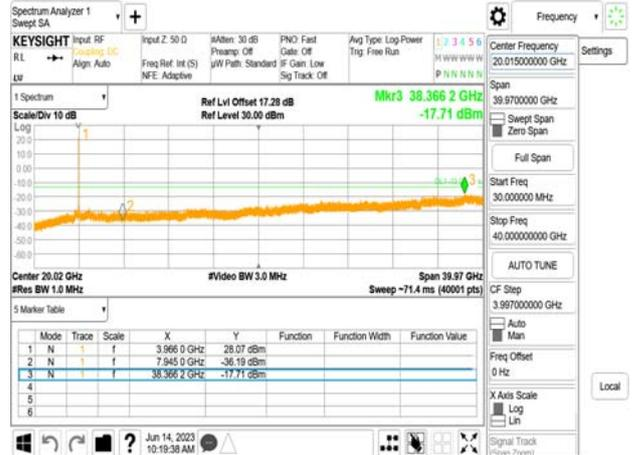 Spectrum Analyzer 1
Swept SA
Frequency
KEYSIGHT
RL
Input: RF
Coupling: DC
Align: Auto
Input Z: 50 Ω
Freq Ref: Int (S)
NFE: Adaptive
#Atten: 30 dB
Preamp: Off
µW Path: Standard
PNO: Fast
Gate: Off
IF Gain: Low
Sig Track: Off
Avg Type: Log-Power
Trig: Free Run
1 2 3 4 5 6
M W W W W W
P N N N N N
Center Frequency
20.015000000 GHz
Settings
Span
39.9700000 GHz
Swept Span
Zero Span
Full Span
Start Freq
30.000000 MHz
Stop Freq
40.000000000 GHz
AUTO TUNE
CF Step
3.997000000 GHz
Auto
Man
Freq Offset
0 Hz
X Axis Scale
Log
Lin
Signal Track
(Span Zoom)
Local
1 Spectrum
Scale/Div 10 dB
Log
Ref Lvl Offset 17.28 dB
Ref Level 30.00 dBm
Mkr3 38.366 2 GHz
-17.71 dBm
20.0
10.0
0.00
-10.0
-20.0
-30.0
-40.0
-50.0
-60.0
1
2
3
Center 20.02 GHz
#Res BW 1.0 MHz
#Video BW 3.0 MHz
Span 39.97 GHz
Sweep ~71.4 ms (40001 pts)
5 Marker Table
Mode Trace Scale X Y Function Function Width Function Value
1 N 1 f 3.966 0 GHz 28.07 dBm
2 N 1 f 7.945 0 GHz -36.19 dBm
3 N 1 f 38.366 2 GHz -17.71 dBm
4
5
6
?
Jun 14, 2023
10:19:38 AM